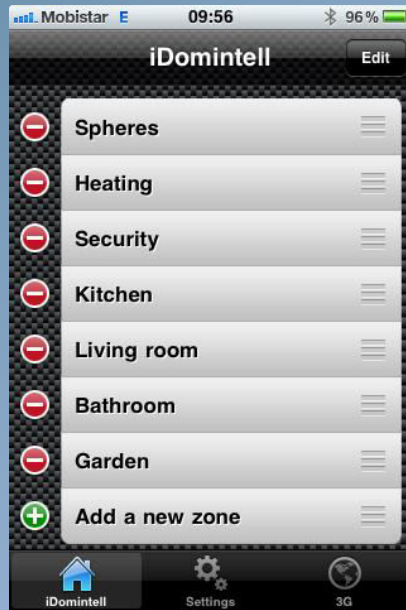 Mobistar E 09:56 96%
iDomintell Edit
Spheres
Heating
Security
Kitchen
Living room
Bathroom
Garden
Add a new zone
iDomintell Settings 3G